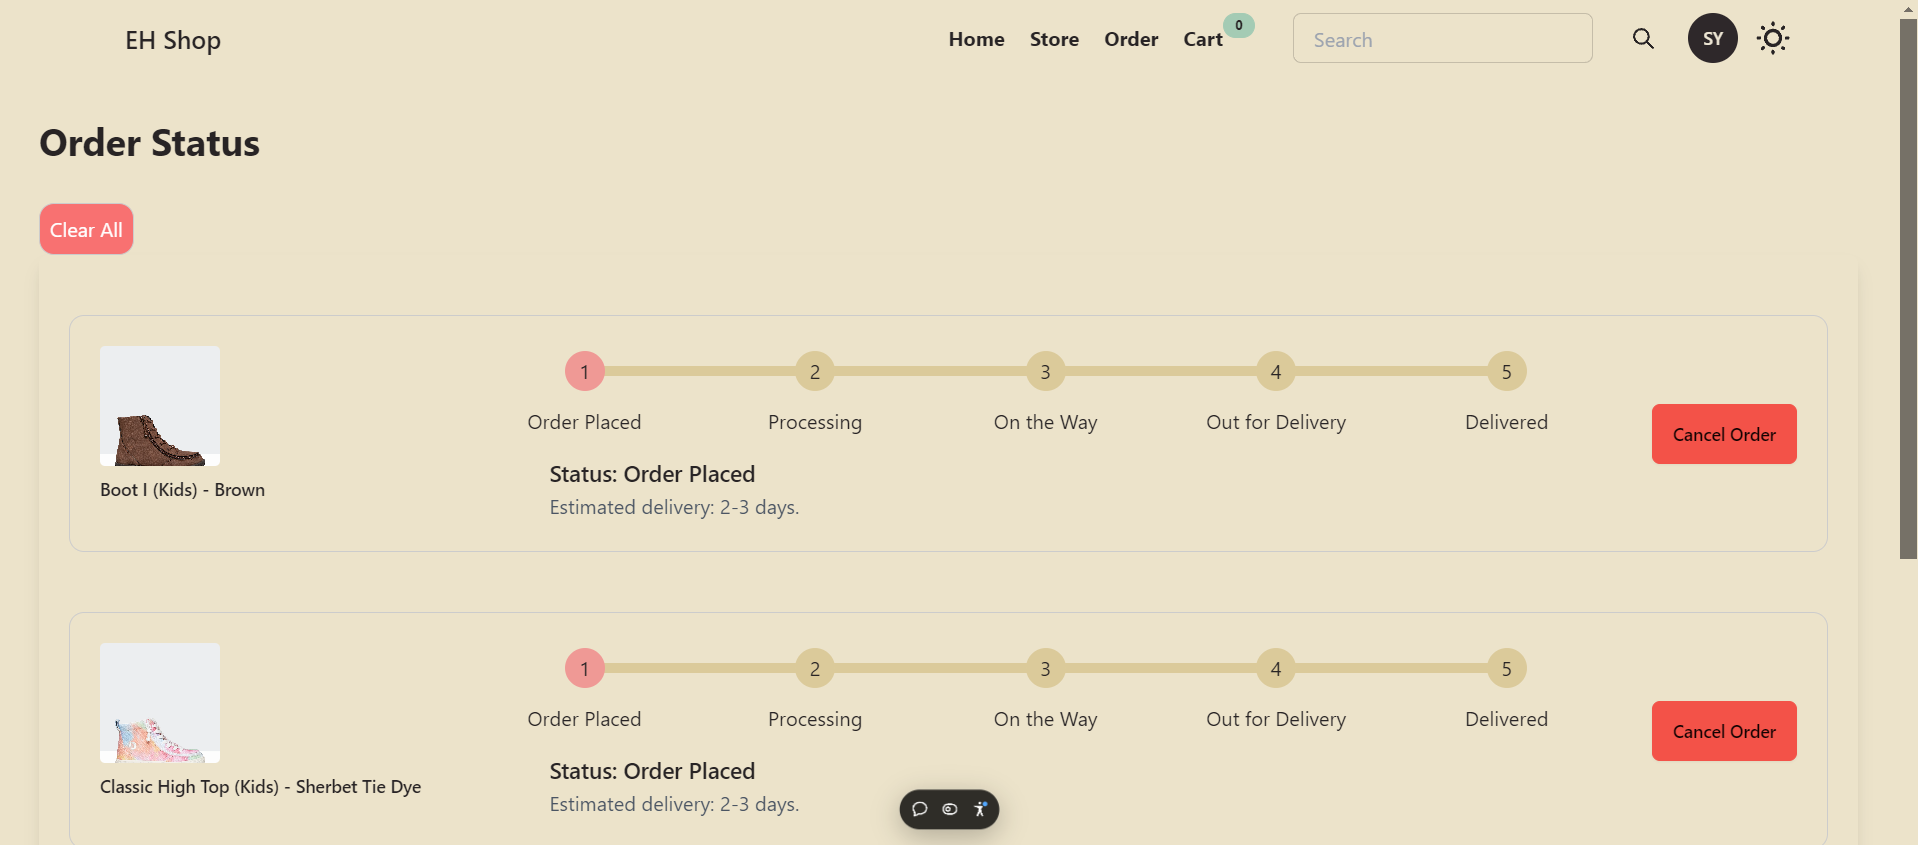 EH Shop
Home
Store
Order
Cart
0
Search
SY
Order Status
Clear All
1
2
3
4
5
Order Placed
Processing
On the Way
Out for Delivery
Delivered
Cancel Order
Status: Order Placed
Estimated delivery: 2-3 days.
Boot I (Kids) - Brown
1
2
3
4
5
Order Placed
Processing
On the Way
Out for Delivery
Delivered
Cancel Order
Status: Order Placed
Estimated delivery: 2-3 days.
Classic High Top (Kids) - Sherbet Tie Dye